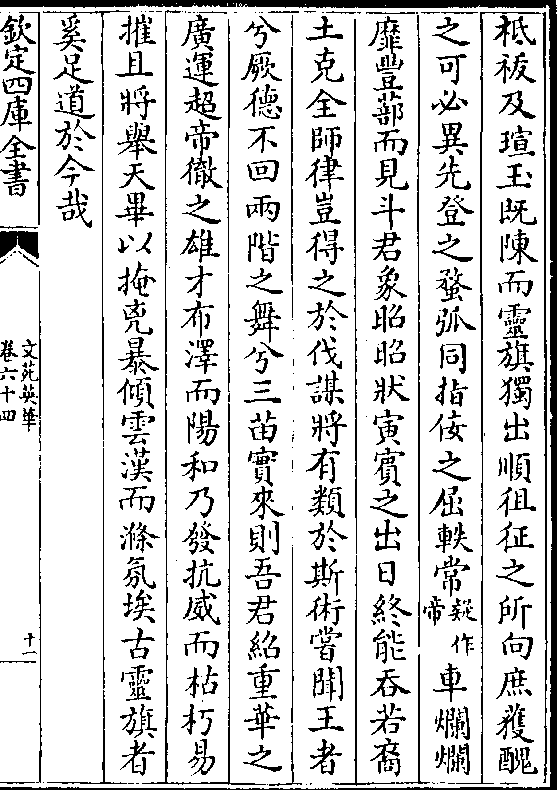 祗祓及瑄玉既陳而靈旗獨出順徂征之所向庶獲醜
之可必異先登之蝥弧同指佞之屈軼常疑作帝車爛爛
靡豐蔀而見斗君象昭昭狀寅賓之出日終能吞若裔
土克全師律豈得之於伐謀將有類於斯術嘗聞王者
兮厥德不回兩階之舞兮三苗實來則吾君紹重華之
廣運超帝徹之雄才布澤而陽和乃發抗威而枯朽易
摧且將舉天畢以掩兇暴傾雲漢而滌氛埃古靈旗者
奚足道於今哉
欽定四庫全書
文苑英華
卷六十四
十一